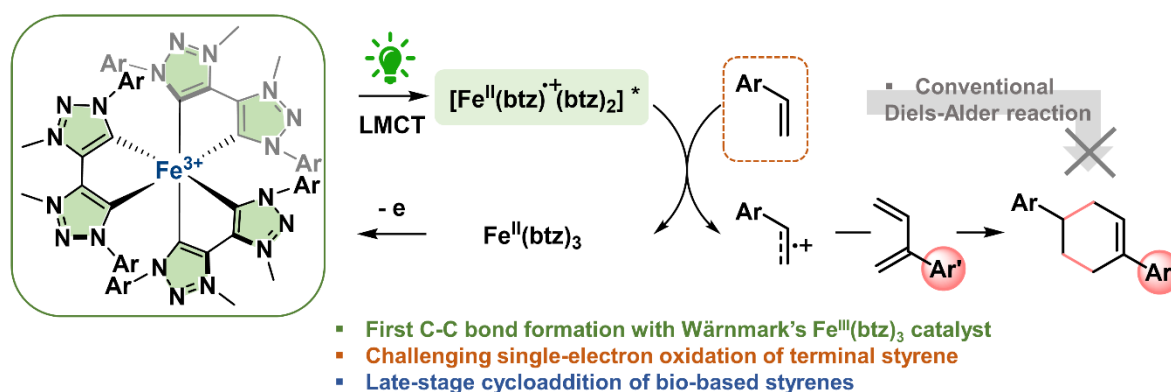 Ar
N
N
N
Ar
N
N
N
N
N
N
Ar
N
N
N
Ar
Fe³⁺
Ar
N
N
N
N
N
N
Ar
LMCT
[Feᴵᴵ(btz)•⁺(btz)₂] *
- e
Feᴵᴵ(btz)₃
Ar
Ar
•+
Ar'
▪ Conventional
Diels-Alder reaction
Ar
Ar'
▪ First C-C bond formation with Wärnmark's Feᴵᴵᴵ(btz)₃ catalyst
▪ Challenging single-electron oxidation of terminal styrene
▪ Late-stage cycloaddition of bio-based styrenes